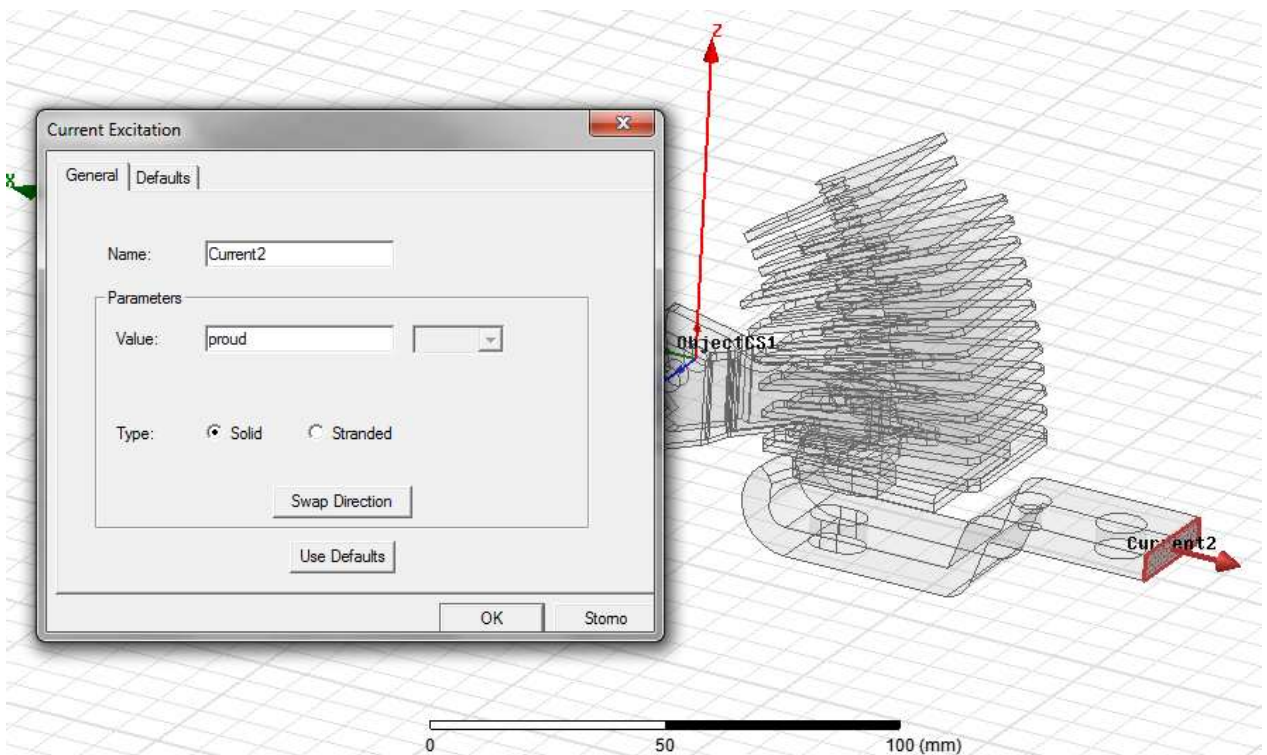 Z
X
Current Excitation
General
Defaults
Name:
Current2
Parameters
Value:
proud
Type:
Solid
Stranded
Swap Direction
Use Defaults
OK
Storno
ObjectCS1
Current2
0
50
100 (mm)